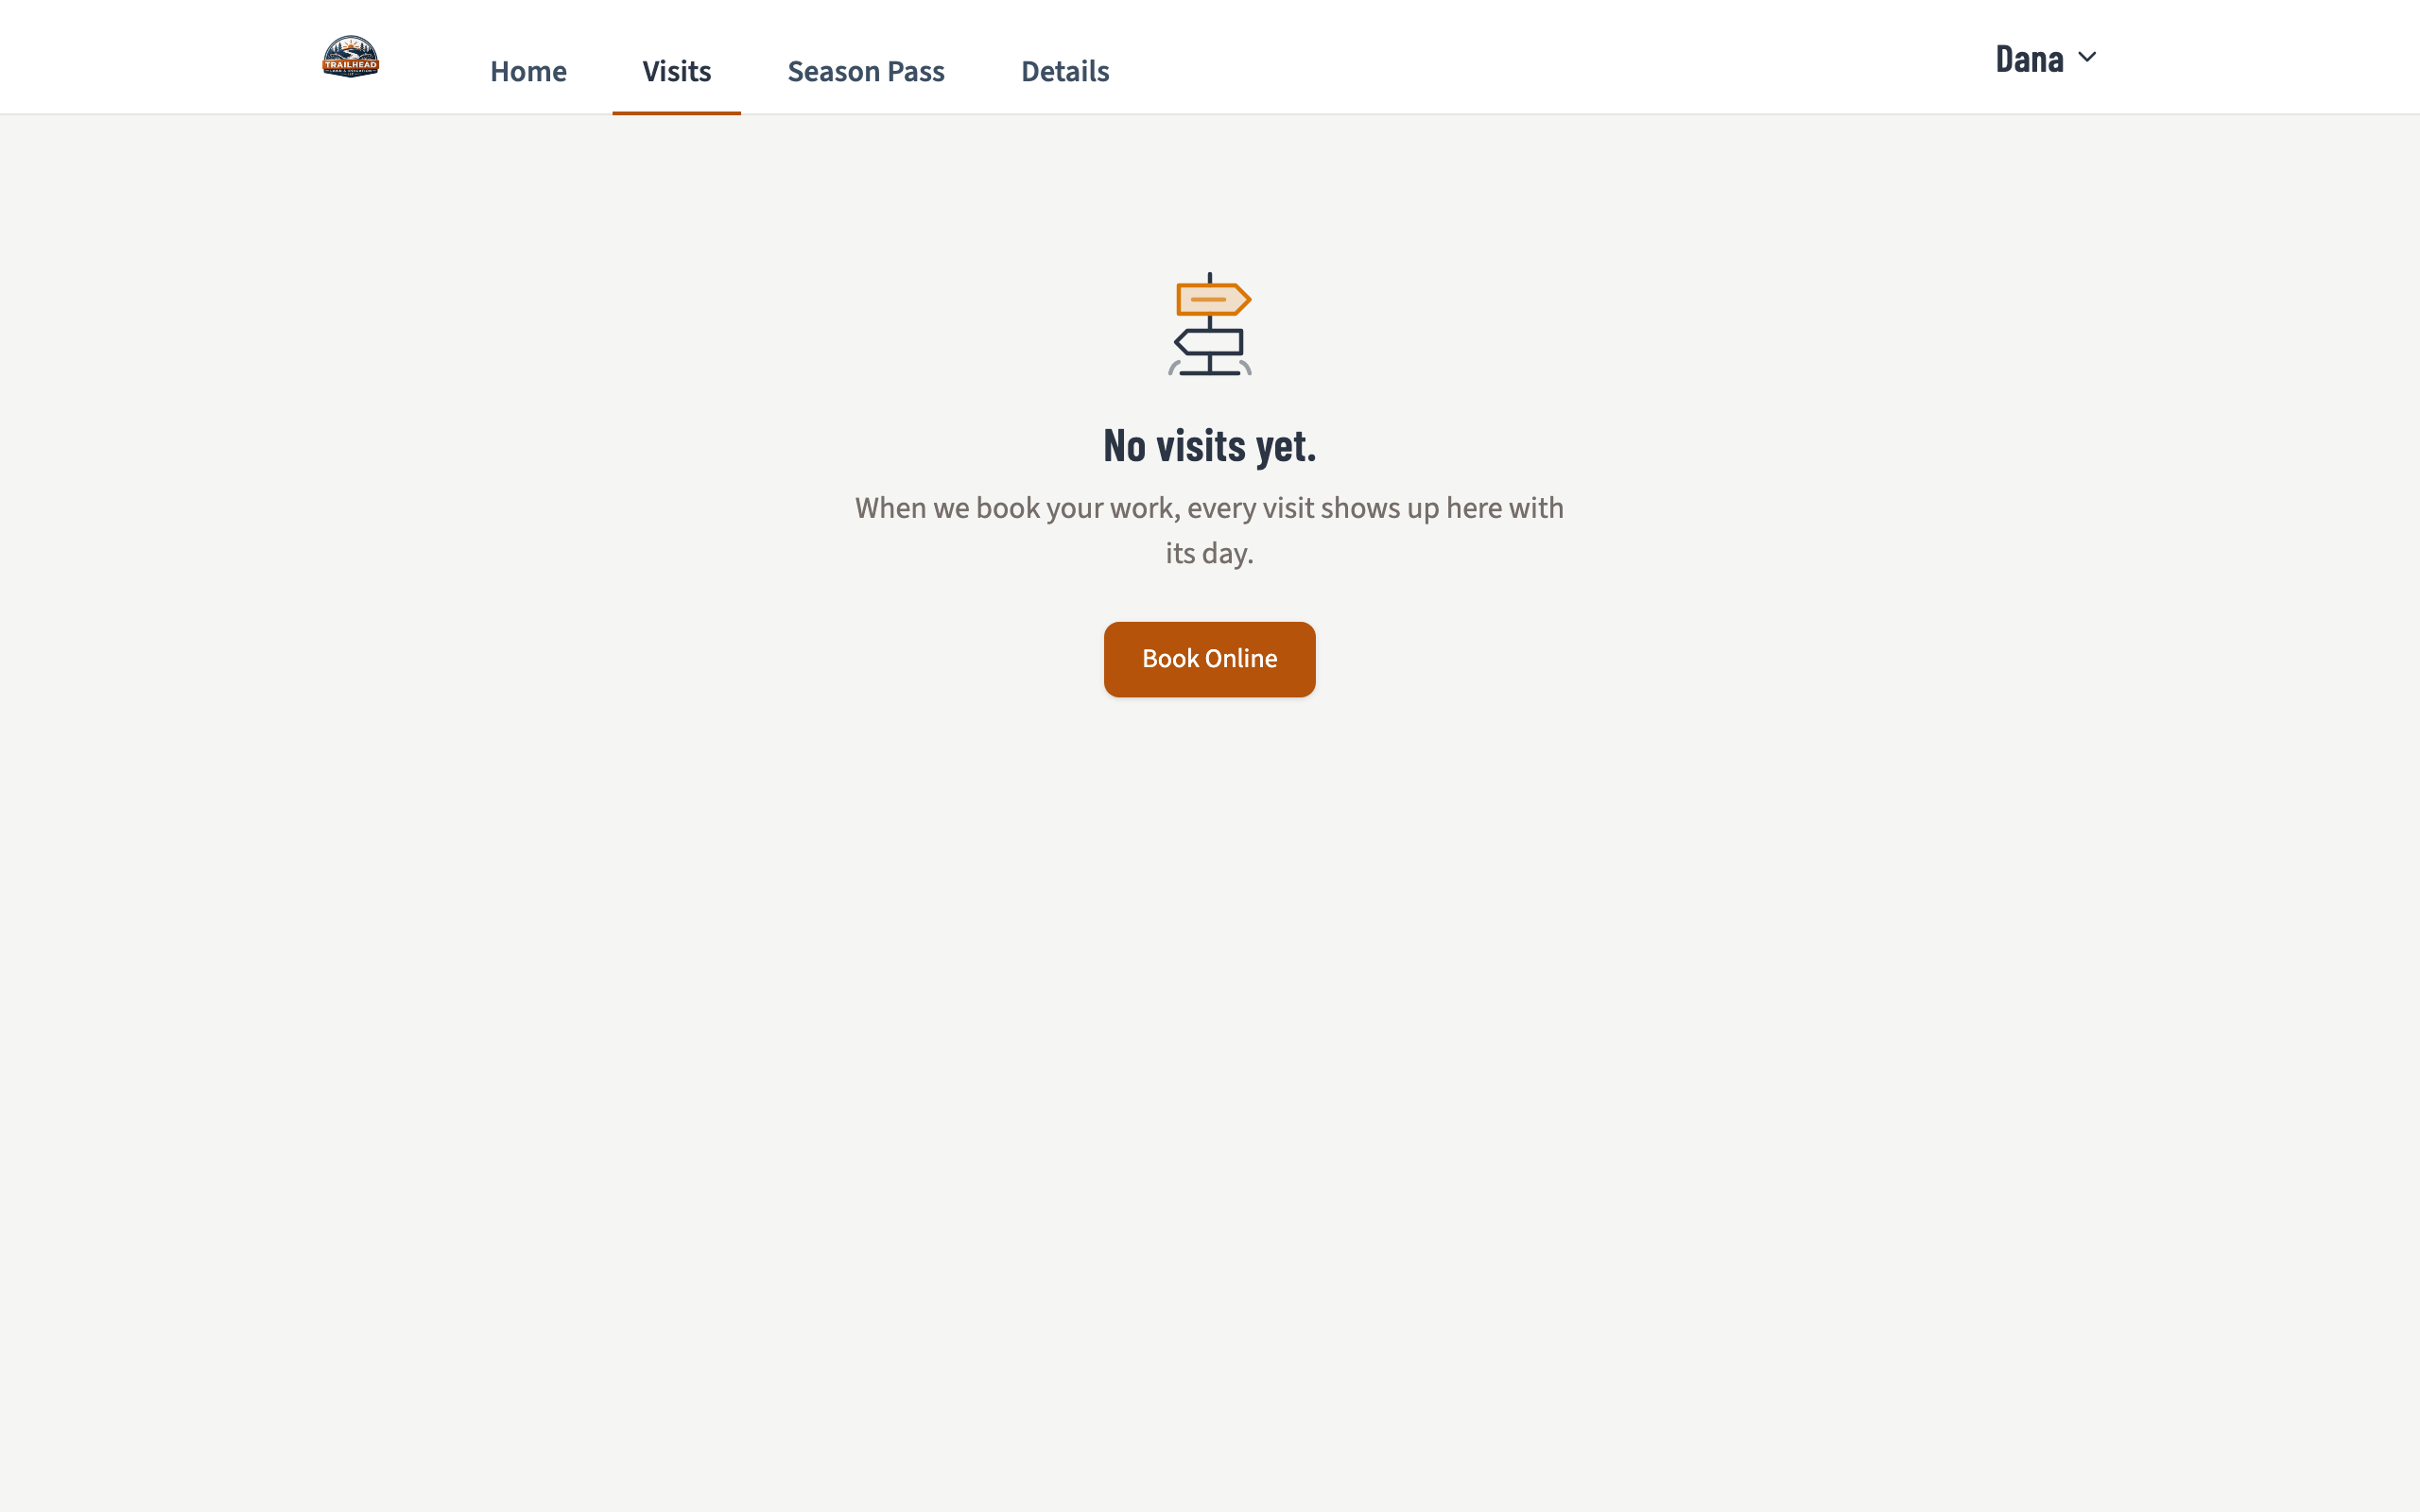 TRAILHEAD
Home
Visits
Season Pass
Details
Dana
No visits yet.
When we book your work, every visit shows up here with
its day.
Book Online